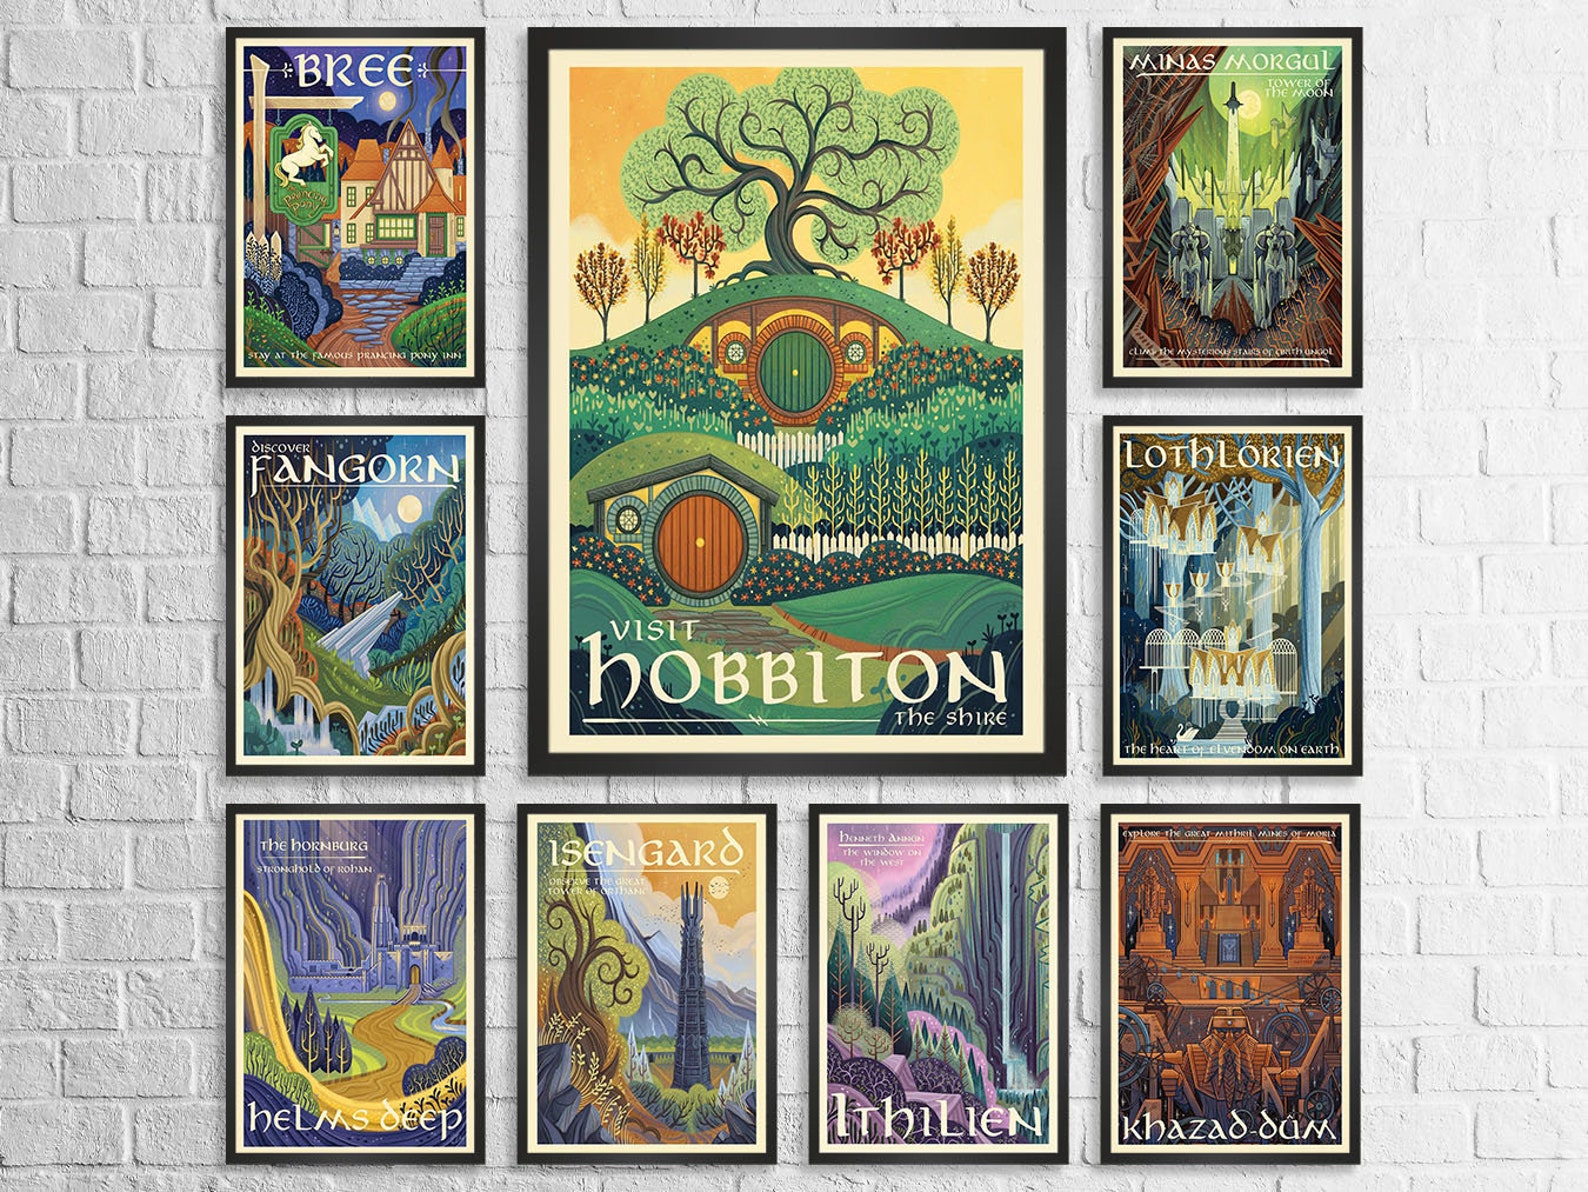 BREE
Prancing
Pony
STAY AT THE FAMOUS PRANCING PONY INN
VISIT
HOBBITON
THE SHIRE
MINAS MORGUL
TOWER OF
THE MOON
CLIMB THE MYSTERIOUS STAIRS OF CIRITH UNGOL
DISCOVER
FANGORN
LOTHLÓRIEN
THE HEART OF ELVENDOM ON EARTH
THE HORNBURG
STRONGHOLD OF ROHAN
HELMS DEEP
ISENGARD
OBSERVE THE GREAT
TOWER OF ORTHANC
HENNETH ANNÛN
THE WINDOW ON
THE WEST
ITHILIEN
EXPLORE THE GREAT MITHRIL MINES OF MORIA
KHAZAD-DÛM